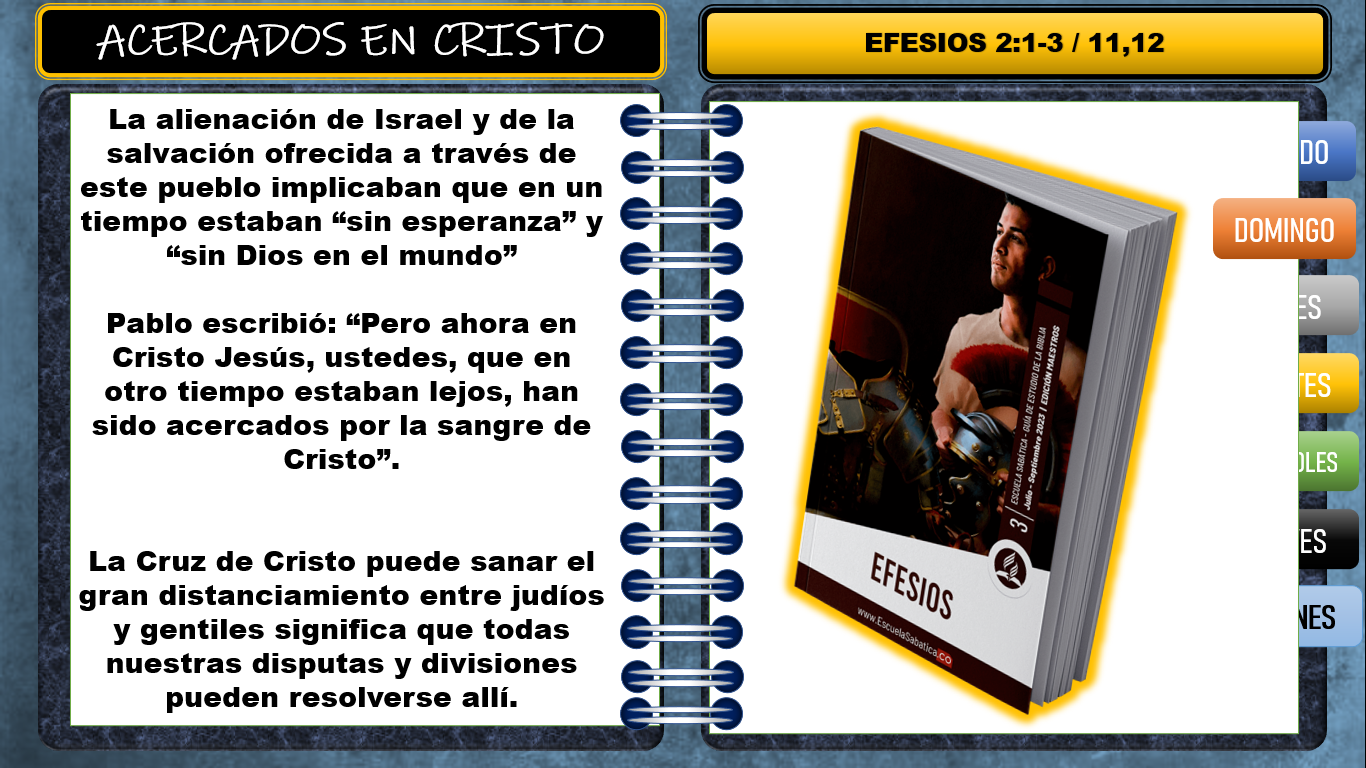 ACERCADOS EN CRISTO
EFESIOS 2:1-3 / 11,12
La alienación de Israel y de la
salvación ofrecida a través de
este pueblo implicaban que en un
tiempo estaban “sin esperanza” y
“sin Dios en el mundo”
Pablo escribió: “Pero ahora en
Cristo Jesús, ustedes, que en
otro tiempo estaban lejos, han
sido acercados por la sangre de
Cristo”.
La Cruz de Cristo puede sanar el
gran distanciamiento entre judíos
y gentiles significa que todas
nuestras disputas y divisiones
pueden resolverse allí.
3
ESCUELA SABÁTICA - GUÍA DE ESTUDIO DE LA BIBLIA
Julio - Septiembre 2023 | EDICIÓN MAESTROS
EFESIOS
www.EscuelaSabatica.co
DO
DOMINGO
ES
TES
OLES
ES
NES